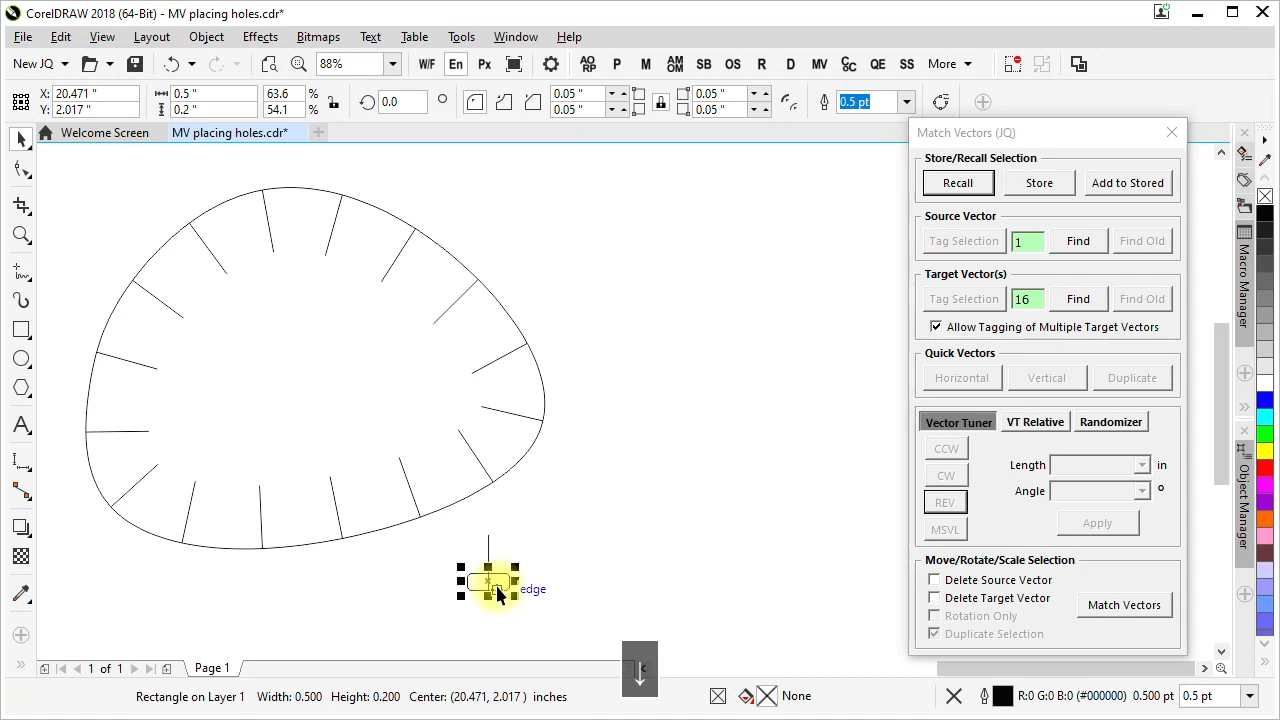 CorelDRAW 2018 (64-Bit) - MV placing holes.cdr*
File Edit View Layout Object Effects Bitmaps Text Table Tools Window Help
New JQ 88% W/F En Px AO RP P M AM OM SB OS R D MV QE SS More
X: 20.471 " 0.5 " 63.6 % 0.0 0.05 " 0.05 " 0.5 pt
Y: 2.017 " 0.2 " 54.1 % 0.05 " 0.05 "
Welcome Screen MV placing holes.cdr*
Match Vectors (JQ)
Store/Recall Selection
Recall Store Add to Stored
Source Vector
Tag Selection 1 Find Find Old
Target Vector(s)
Tag Selection 16 Find Find Old
Allow Tagging of Multiple Target Vectors
Quick Vectors
Horizontal Vertical Duplicate
Vector Tuner VT Relative Randomizer
CCW
Length in
CW
Angle °
REV
Apply
MSVL
Move/Rotate/Scale Selection
Delete Source Vector
Delete Target Vector
Match Vectors
Rotation Only
Duplicate Selection
Macro Manager
Object Manager
edge
1 of 1 Page 1
Rectangle on Layer 1 Width: 0.500 Height: 0.200 Center: (20.471, 2.017 ) inches None R:0 G:0 B:0 (#000000) 0.500 pt 0.5 pt